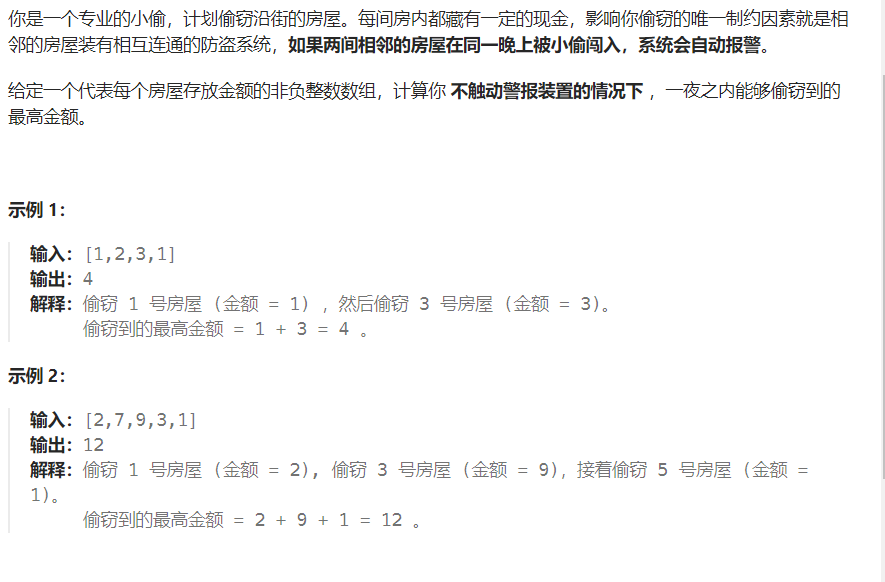 你是一个专业的小偷，计划偷窃沿街的房屋。每间房内都藏有一定的现金，影响你偷窃的唯一制约因素就是相
邻的房屋装有相互连通的防盗系统，如果两间相邻的房屋在同一晚上被小偷闯入，系统会自动报警。
给定一个代表每个房屋存放金额的非负整数数组，计算你 不触动警报装置的情况下 ，一夜之内能够偷窃到的
最高金额。
示例 1：
输入：[1,2,3,1]
输出：4
解释：偷窃 1 号房屋 (金额 = 1) ，然后偷窃 3 号房屋 (金额 = 3)。
偷窃到的最高金额 = 1 + 3 = 4 。
示例 2：
输入：[2,7,9,3,1]
输出：12
解释：偷窃 1 号房屋 (金额 = 2), 偷窃 3 号房屋 (金额 = 9)，接着偷窃 5 号房屋 (金额 =
1)。
偷窃到的最高金额 = 2 + 9 + 1 = 12 。